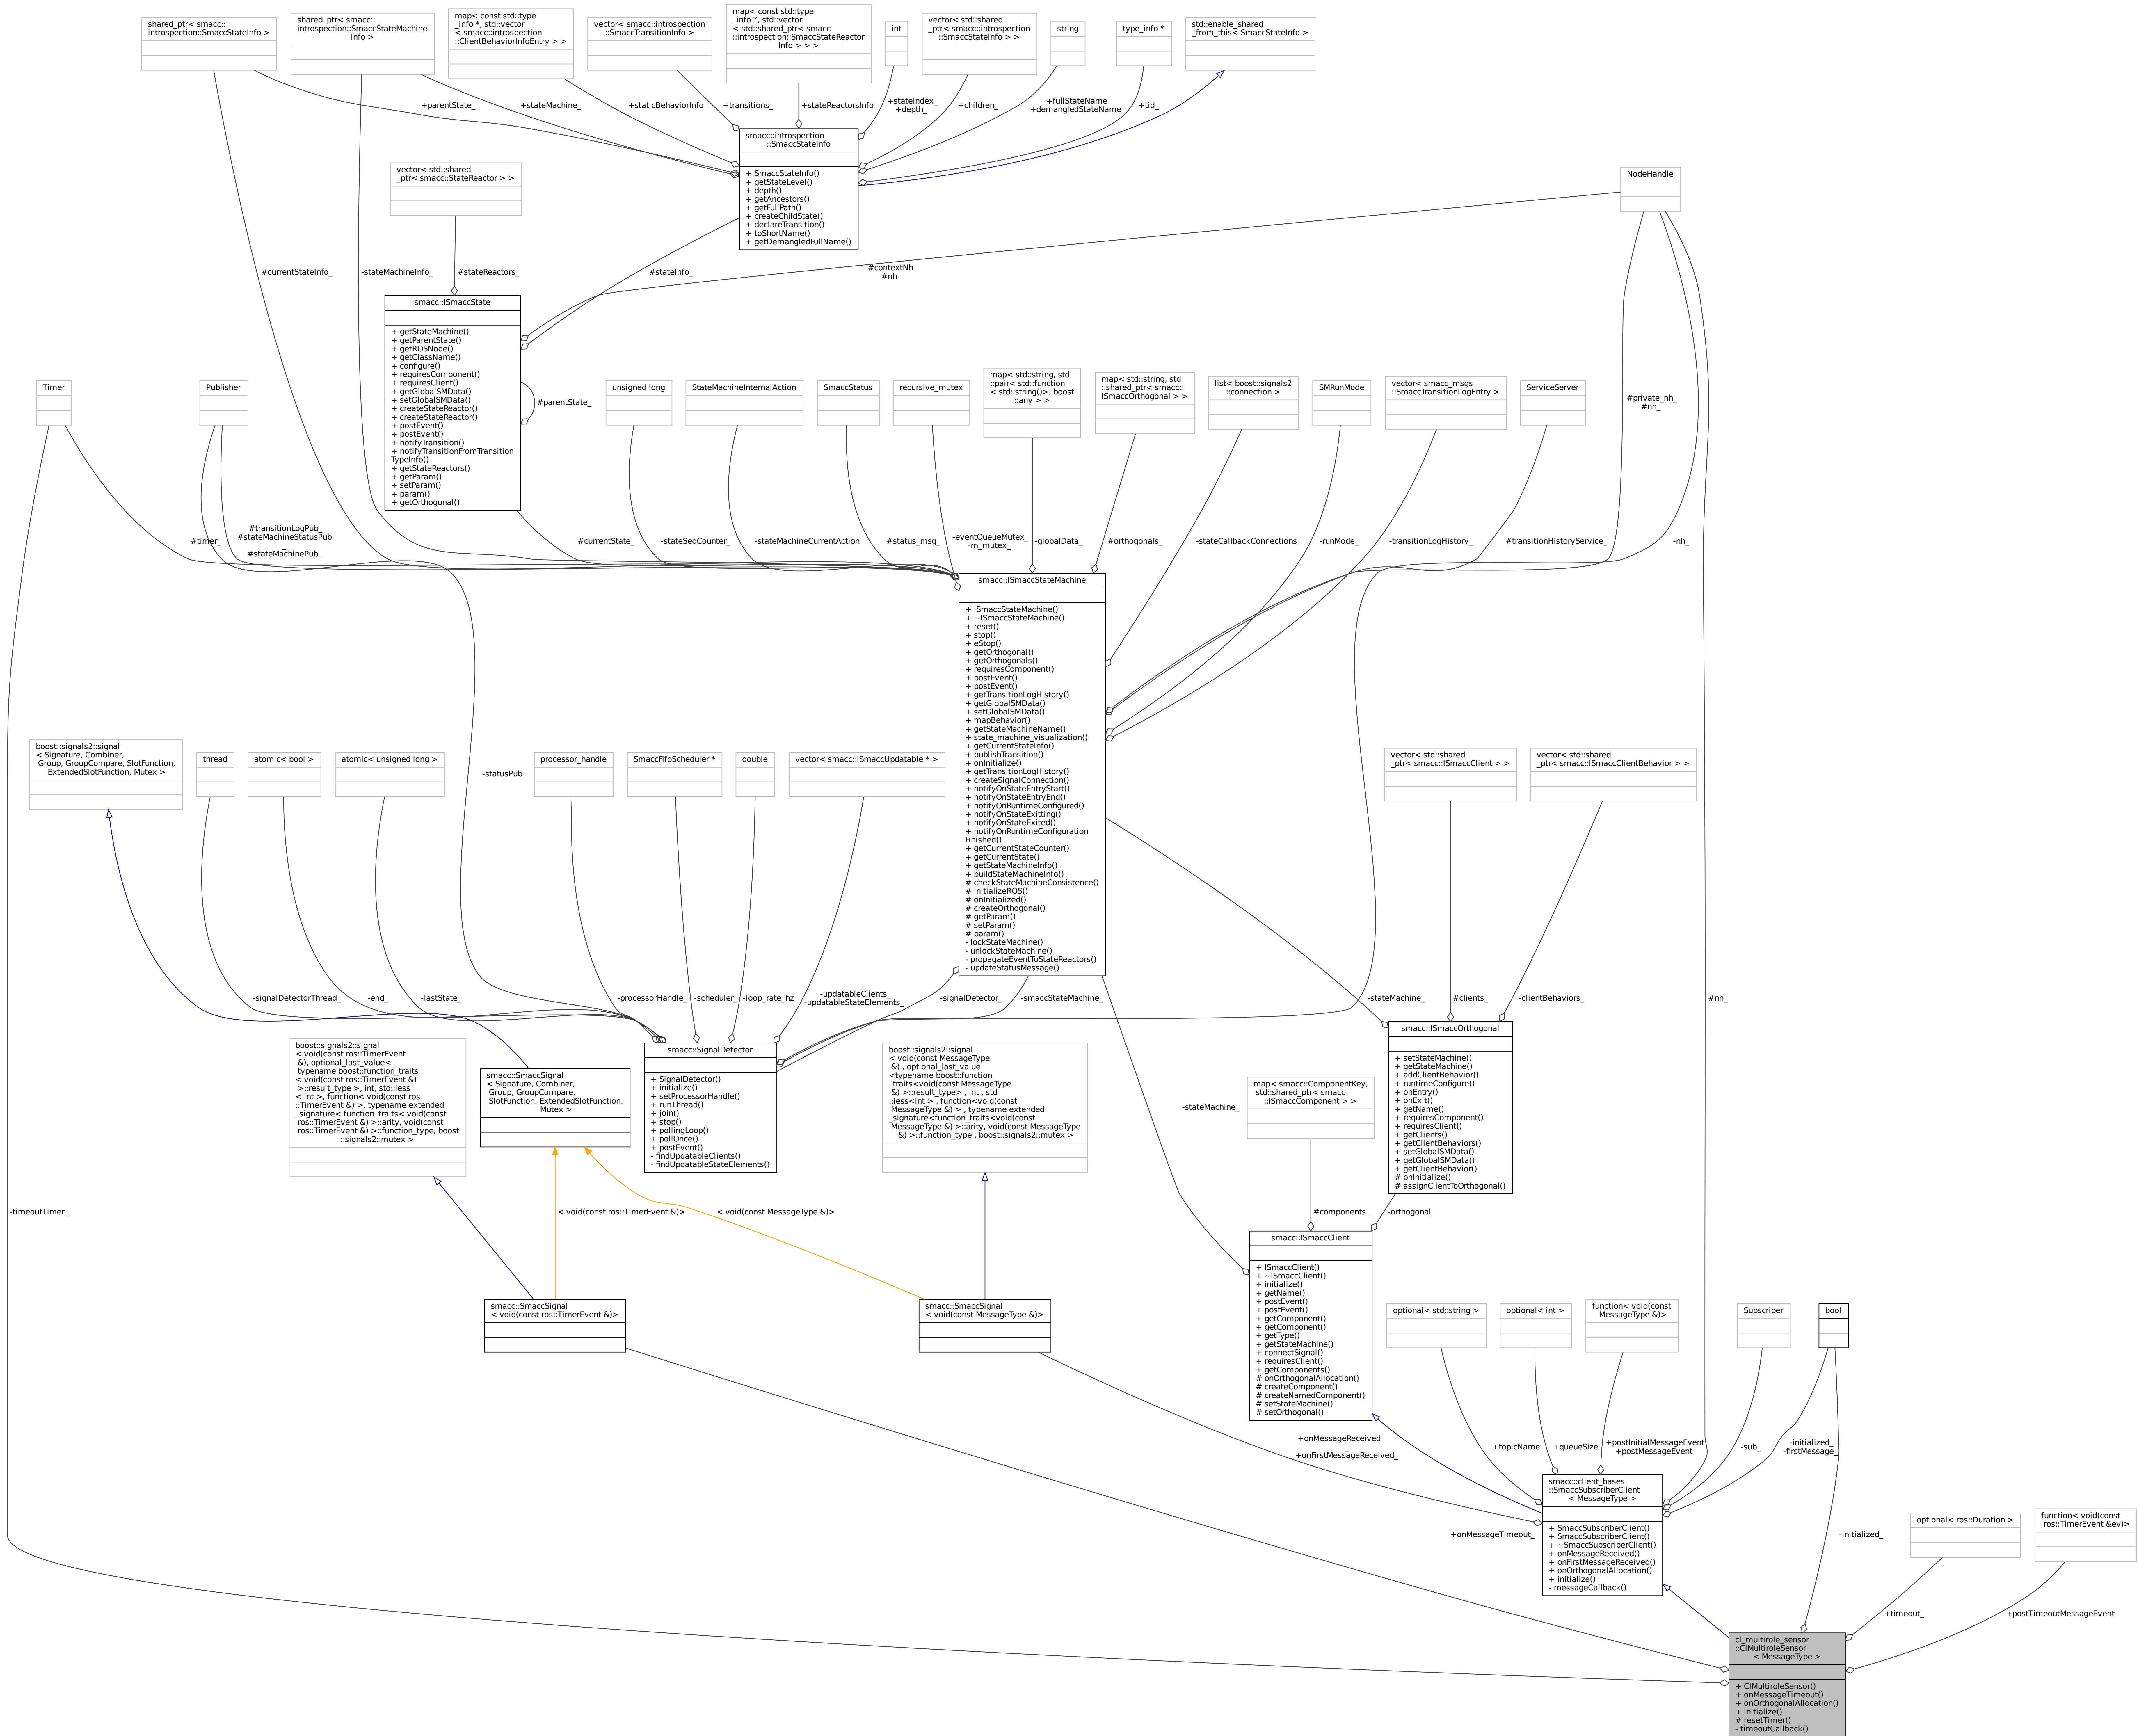 shared_ptr< smacc::
introspection::SmaccStateInfo >
shared_ptr< smacc::
introspection::SmaccStateMachine
Info >
map< const std::type
_info *, std::vector
< smacc::introspection
::ClientBehaviorInfoEntry > >
vector< smacc::introspection
::SmaccTransitionInfo >
map< const std::type
_info *, std::vector
< std::shared_ptr< smacc
::introspection::SmaccStateReactor
Info > > >
int
vector< std::shared
_ptr< smacc::introspection
::SmaccStateInfo > >
string
type_info *
std::enable_shared
_from_this< SmaccStateInfo >
+parentState_
+stateMachine_
+staticBehaviorInfo
+transitions_
+stateReactorsInfo
+stateIndex_
+depth_
+children_
+fullStateName
+demangledStateName
+tid_
smacc::introspection
::SmaccStateInfo
+ SmaccStateInfo()
+ getStateLevel()
+ depth()
+ getAncestors()
+ getFullPath()
+ createChildState()
+ declareTransition()
+ toShortName()
+ getDemangledFullName()
vector< std::shared
_ptr< smacc::StateReactor > >
NodeHandle
#currentStateInfo_
-stateMachineInfo_
#stateReactors_
#stateInfo_
#contextNh
#nh
smacc::ISmaccState
+ getStateMachine()
+ getParentState()
+ getROSNode()
+ getClassName()
+ configure()
+ requiresComponent()
+ requiresClient()
+ getGlobalSMData()
+ setGlobalSMData()
+ createStateReactor()
+ createStateReactor()
+ postEvent()
+ postEvent()
+ notifyTransition()
+ notifyTransitionFromTransition
TypeInfo()
+ getStateReactors()
+ getParam()
+ setParam()
+ param()
+ getOrthogonal()
#parentState_
Timer
Publisher
unsigned long
StateMachineInternalAction
SmaccStatus
recursive_mutex
map< std::string, std
::pair< std::function
< std::string()>, boost
::any > >
map< std::string, std
::shared_ptr< smacc::
ISmaccOrthogonal > >
list< boost::signals2
::connection >
SMRunMode
vector< smacc_msgs
::SmaccTransitionLogEntry >
ServiceServer
#private_nh_
#nh_
#timer_
#transitionLogPub_
#stateMachineStatusPub
_
#stateMachinePub_
#currentState_
-stateSeqCounter_
-stateMachineCurrentAction
#status_msg_
-eventQueueMutex_
-m_mutex_
-globalData_
#orthogonals_
-stateCallbackConnections
-runMode_
-transitionLogHistory_
#transitionHistoryService_
-nh_
smacc::ISmaccStateMachine
+ ISmaccStateMachine()
+ ~ISmaccStateMachine()
+ reset()
+ stop()
+ eStop()
+ getOrthogonal()
+ getOrthogonals()
+ requiresComponent()
+ postEvent()
+ postEvent()
+ getTransitionLogHistory()
+ getGlobalSMData()
+ setGlobalSMData()
+ mapBehavior()
+ getStateMachineName()
+ state_machine_visualization()
+ getCurrentStateInfo()
+ publishTransition()
+ onInitialize()
+ getTransitionLogHistory()
+ createSignalConnection()
+ notifyOnStateEntryStart()
+ notifyOnStateEntryEnd()
+ notifyOnRuntimeConfigured()
+ notifyOnStateExitting()
+ notifyOnStateExited()
+ notifyOnRuntimeConfiguration
Finished()
+ getCurrentStateCounter()
+ getCurrentState()
+ getStateMachineInfo()
+ buildStateMachineInfo()
# checkStateMachineConsistence()
# initializeROS()
# onInitialized()
# createOrthogonal()
# getParam()
# setParam()
# param()
- lockStateMachine()
- unlockStateMachine()
- propagateEventToStateReactors()
- updateStatusMessage()
boost::signals2::signal
< Signature, Combiner,
Group, GroupCompare, SlotFunction,
ExtendedSlotFunction, Mutex >
thread
atomic< bool >
atomic< unsigned long >
-statusPub_
processor_handle
SmaccFifoScheduler *
double
vector< smacc::ISmaccUpdatable * >
vector< std::shared
_ptr< smacc::ISmaccClient > >
vector< std::shared
_ptr< smacc::ISmaccClientBehavior > >
-signalDetectorThread_
-end_
-lastState_
-processorHandle_
-scheduler_
-loop_rate_hz
-updatableClients_
-updatableStateElements_
-signalDetector_
-smaccStateMachine_
-stateMachine_
#clients_
-clientBehaviors_
#nh_
boost::signals2::signal
< void(const ros::TimerEvent
&), optional_last_value<
typename boost::function_traits
< void(const ros::TimerEvent &)
>::result_type >, int, std::less
< int >, function< void(const ros
::TimerEvent &) >, typename extended
_signature< function_traits< void(const
ros::TimerEvent &) >::arity, void(const
ros::TimerEvent &) >::function_type, boost
::signals2::mutex >
smacc::SmaccSignal
< Signature, Combiner,
Group, GroupCompare,
SlotFunction, ExtendedSlotFunction,
Mutex >
smacc::SignalDetector
+ SignalDetector()
+ initialize()
+ setProcessorHandle()
+ runThread()
+ join()
+ stop()
+ pollingLoop()
+ pollOnce()
+ postEvent()
- findUpdatableClients()
- findUpdatableStateElements()
boost::signals2::signal
< void(const MessageType
&) , optional_last_value
<typename boost::function
_traits<void(const MessageType
&) >::result_type> , int , std
::less<int > , function<void(const
MessageType &) > , typename extended
_signature<function_traits<void(const
MessageType &) >::arity, void(const MessageType
&) >::function_type , boost::signals2::mutex >
-stateMachine_
map< smacc::ComponentKey,
std::shared_ptr< smacc
::ISmaccComponent > >
smacc::ISmaccOrthogonal
+ setStateMachine()
+ getStateMachine()
+ addClientBehavior()
+ runtimeConfigure()
+ onEntry()
+ onExit()
+ getName()
+ requiresComponent()
+ requiresClient()
+ getClients()
+ getClientBehaviors()
+ setGlobalSMData()
+ getGlobalSMData()
+ getClientBehavior()
# onInitialize()
# assignClientToOrthogonal()
-timeoutTimer_
< void(const ros::TimerEvent &)>
< void(const MessageType &)>
#components_
-orthogonal_
smacc::ISmaccClient
+ ISmaccClient()
+ ~ISmaccClient()
+ initialize()
+ getName()
+ postEvent()
+ postEvent()
+ getComponent()
+ getComponent()
+ getType()
+ getStateMachine()
+ connectSignal()
+ requiresClient()
+ getComponents()
# onOrthogonalAllocation()
# createComponent()
# createNamedComponent()
# setStateMachine()
# setOrthogonal()
smacc::SmaccSignal
< void(const ros::TimerEvent &)>
smacc::SmaccSignal
< void(const MessageType &)>
optional< std::string >
optional< int >
function< void(const
MessageType &)>
Subscriber
bool
+onMessageReceived
_
+onFirstMessageReceived_
+topicName
+queueSize
+postInitialMessageEvent
+postMessageEvent
-sub_
-initialized_
-firstMessage_
smacc::client_bases
::SmaccSubscriberClient
< MessageType >
+ SmaccSubscriberClient()
+ SmaccSubscriberClient()
+ ~SmaccSubscriberClient()
+ onMessageReceived()
+ onFirstMessageReceived()
+ onOrthogonalAllocation()
+ initialize()
- messageCallback()
+onMessageTimeout_
-initialized_
optional< ros::Duration >
function< void(const
ros::TimerEvent &ev)>
+timeout_
+postTimeoutMessageEvent
cl_multirole_sensor
::ClMultiroleSensor
< MessageType >
+ ClMultiroleSensor()
+ onMessageTimeout()
+ onOrthogonalAllocation()
+ initialize()
# resetTimer()
- timeoutCallback()